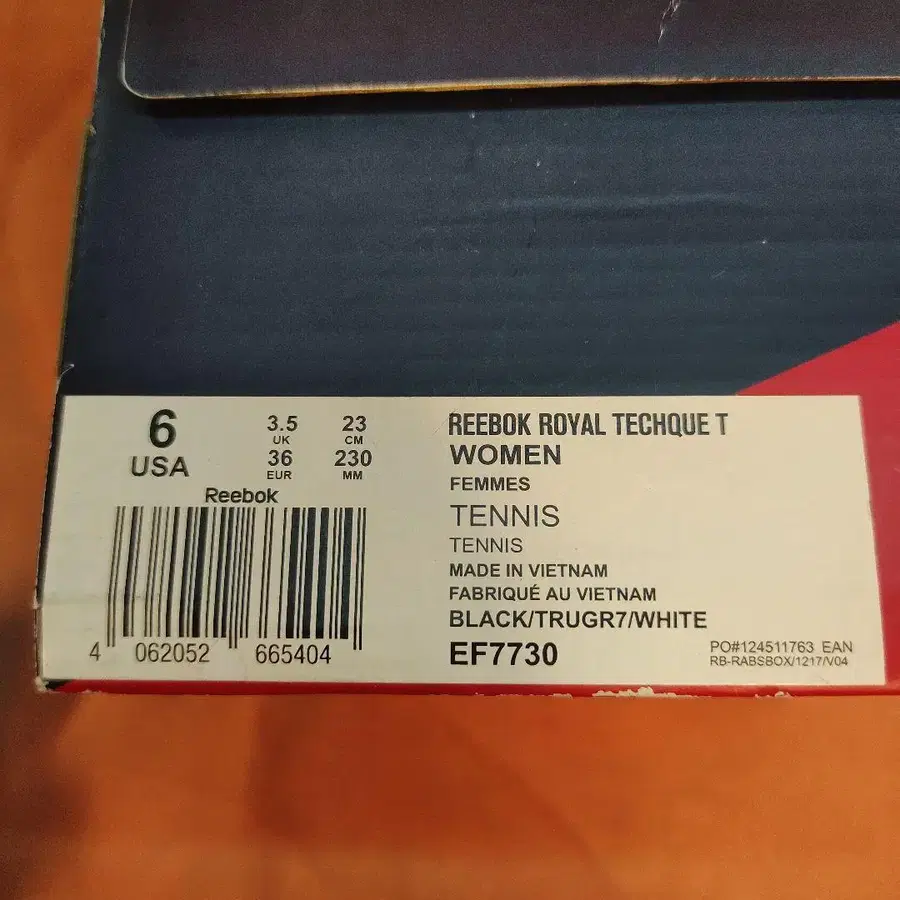 6
USA
3.5 23
UK CM
36 230
EUR MM
Reebok
4 062052 665404
REEBOK ROYAL TECHQUE T
WOMEN
FEMMES
TENNIS
TENNIS
MADE IN VIETNAM
FABRIQUÉ AU VIETNAM
BLACK/TRUGR7/WHITE
EF7730
PO#124511763 EAN
RB-RABSBOX/1217/V04